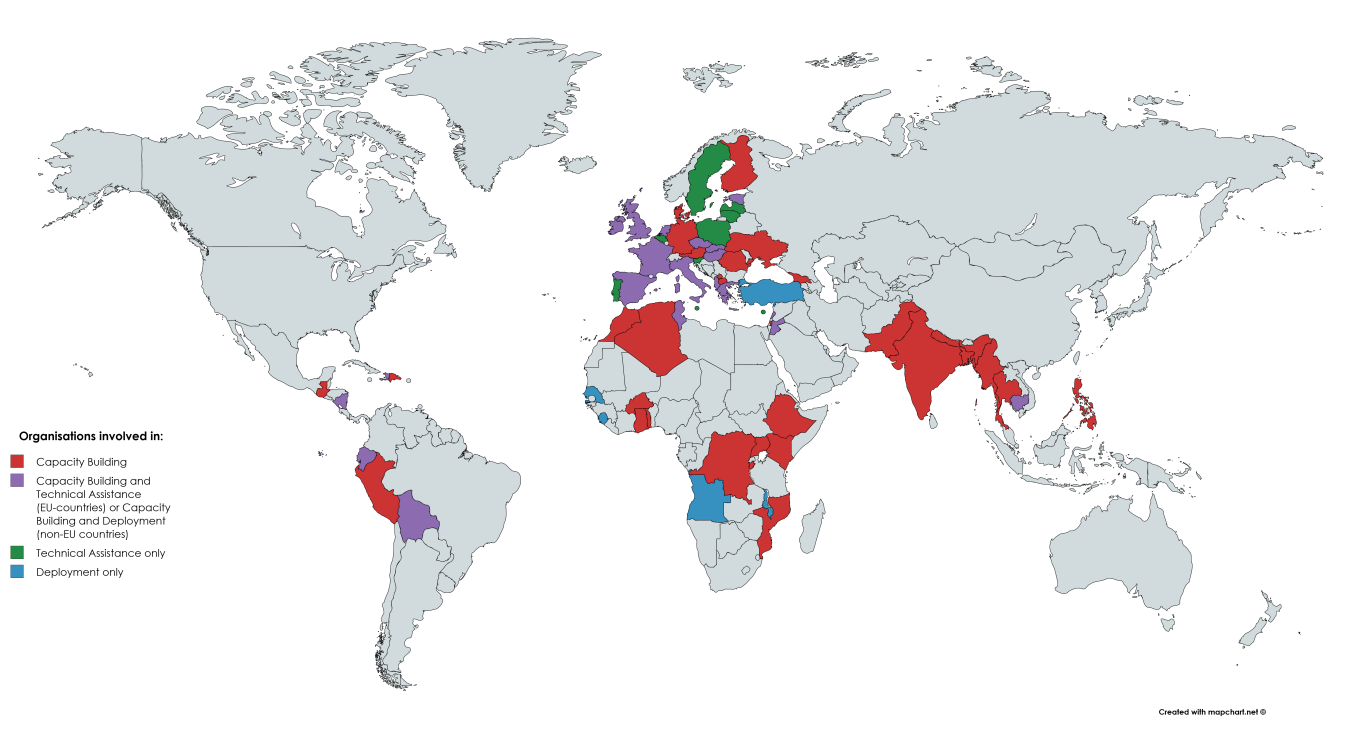 Organisations involved in:
Capacity Building
Capacity Building and
Technical Assistance
(EU-countries) or Capacity
Building and Deployment
(non-EU countries)
Technical Assistance only
Deployment only
Created with mapchart.net ©